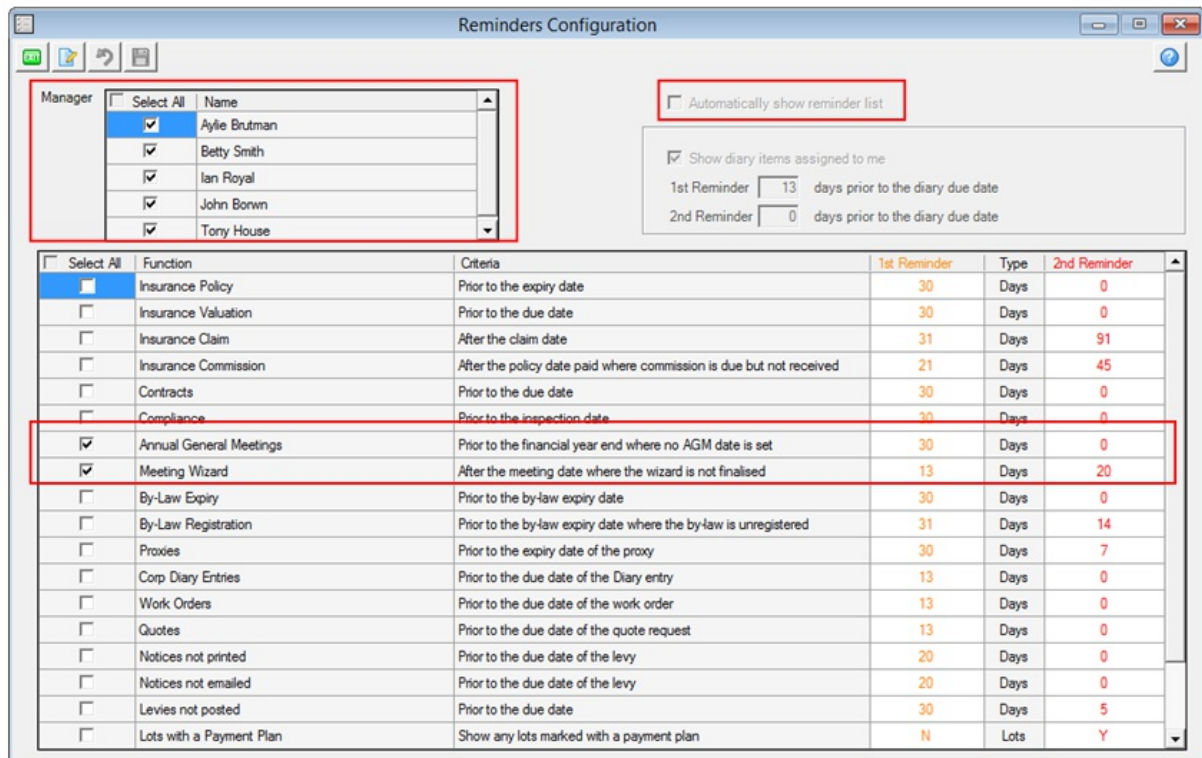 Reminders Configuration
Manager
Select All Name
Aylie Brutman
Betty Smith
Ian Royal
John Borwn
Tony House
Automatically show reminder list
Show diary items assigned to me
1st Reminder 13 days prior to the diary due date
2nd Reminder 0 days prior to the diary due date
Select All Function Criteria 1st Reminder Type 2nd Reminder
Insurance Policy Prior to the expiry date 30 Days 0
Insurance Valuation Prior to the due date 30 Days 0
Insurance Claim After the claim date 31 Days 91
Insurance Commission After the policy date paid where commission is due but not received 21 Days 45
Contracts Prior to the due date 30 Days 0
Compliance Prior to the inspection date 30 Days 0
Annual General Meetings Prior to the financial year end where no AGM date is set 30 Days 0
Meeting Wizard After the meeting date where the wizard is not finalised 13 Days 20
By-Law Expiry Prior to the by-law expiry date 30 Days 0
By-Law Registration Prior to the by-law expiry date where the by-law is unregistered 31 Days 14
Proxies Prior to the expiry date of the proxy 30 Days 7
Corp Diary Entries Prior to the due date of the Diary entry 13 Days 0
Work Orders Prior to the due date of the work order 13 Days 0
Quotes Prior to the due date of the quote request 13 Days 0
Notices not printed Prior to the due date of the levy 20 Days 0
Notices not emailed Prior to the due date of the levy 20 Days 0
Levies not posted Prior to the due date 30 Days 5
Lots with a Payment Plan Show any lots marked with a payment plan N Lots Y